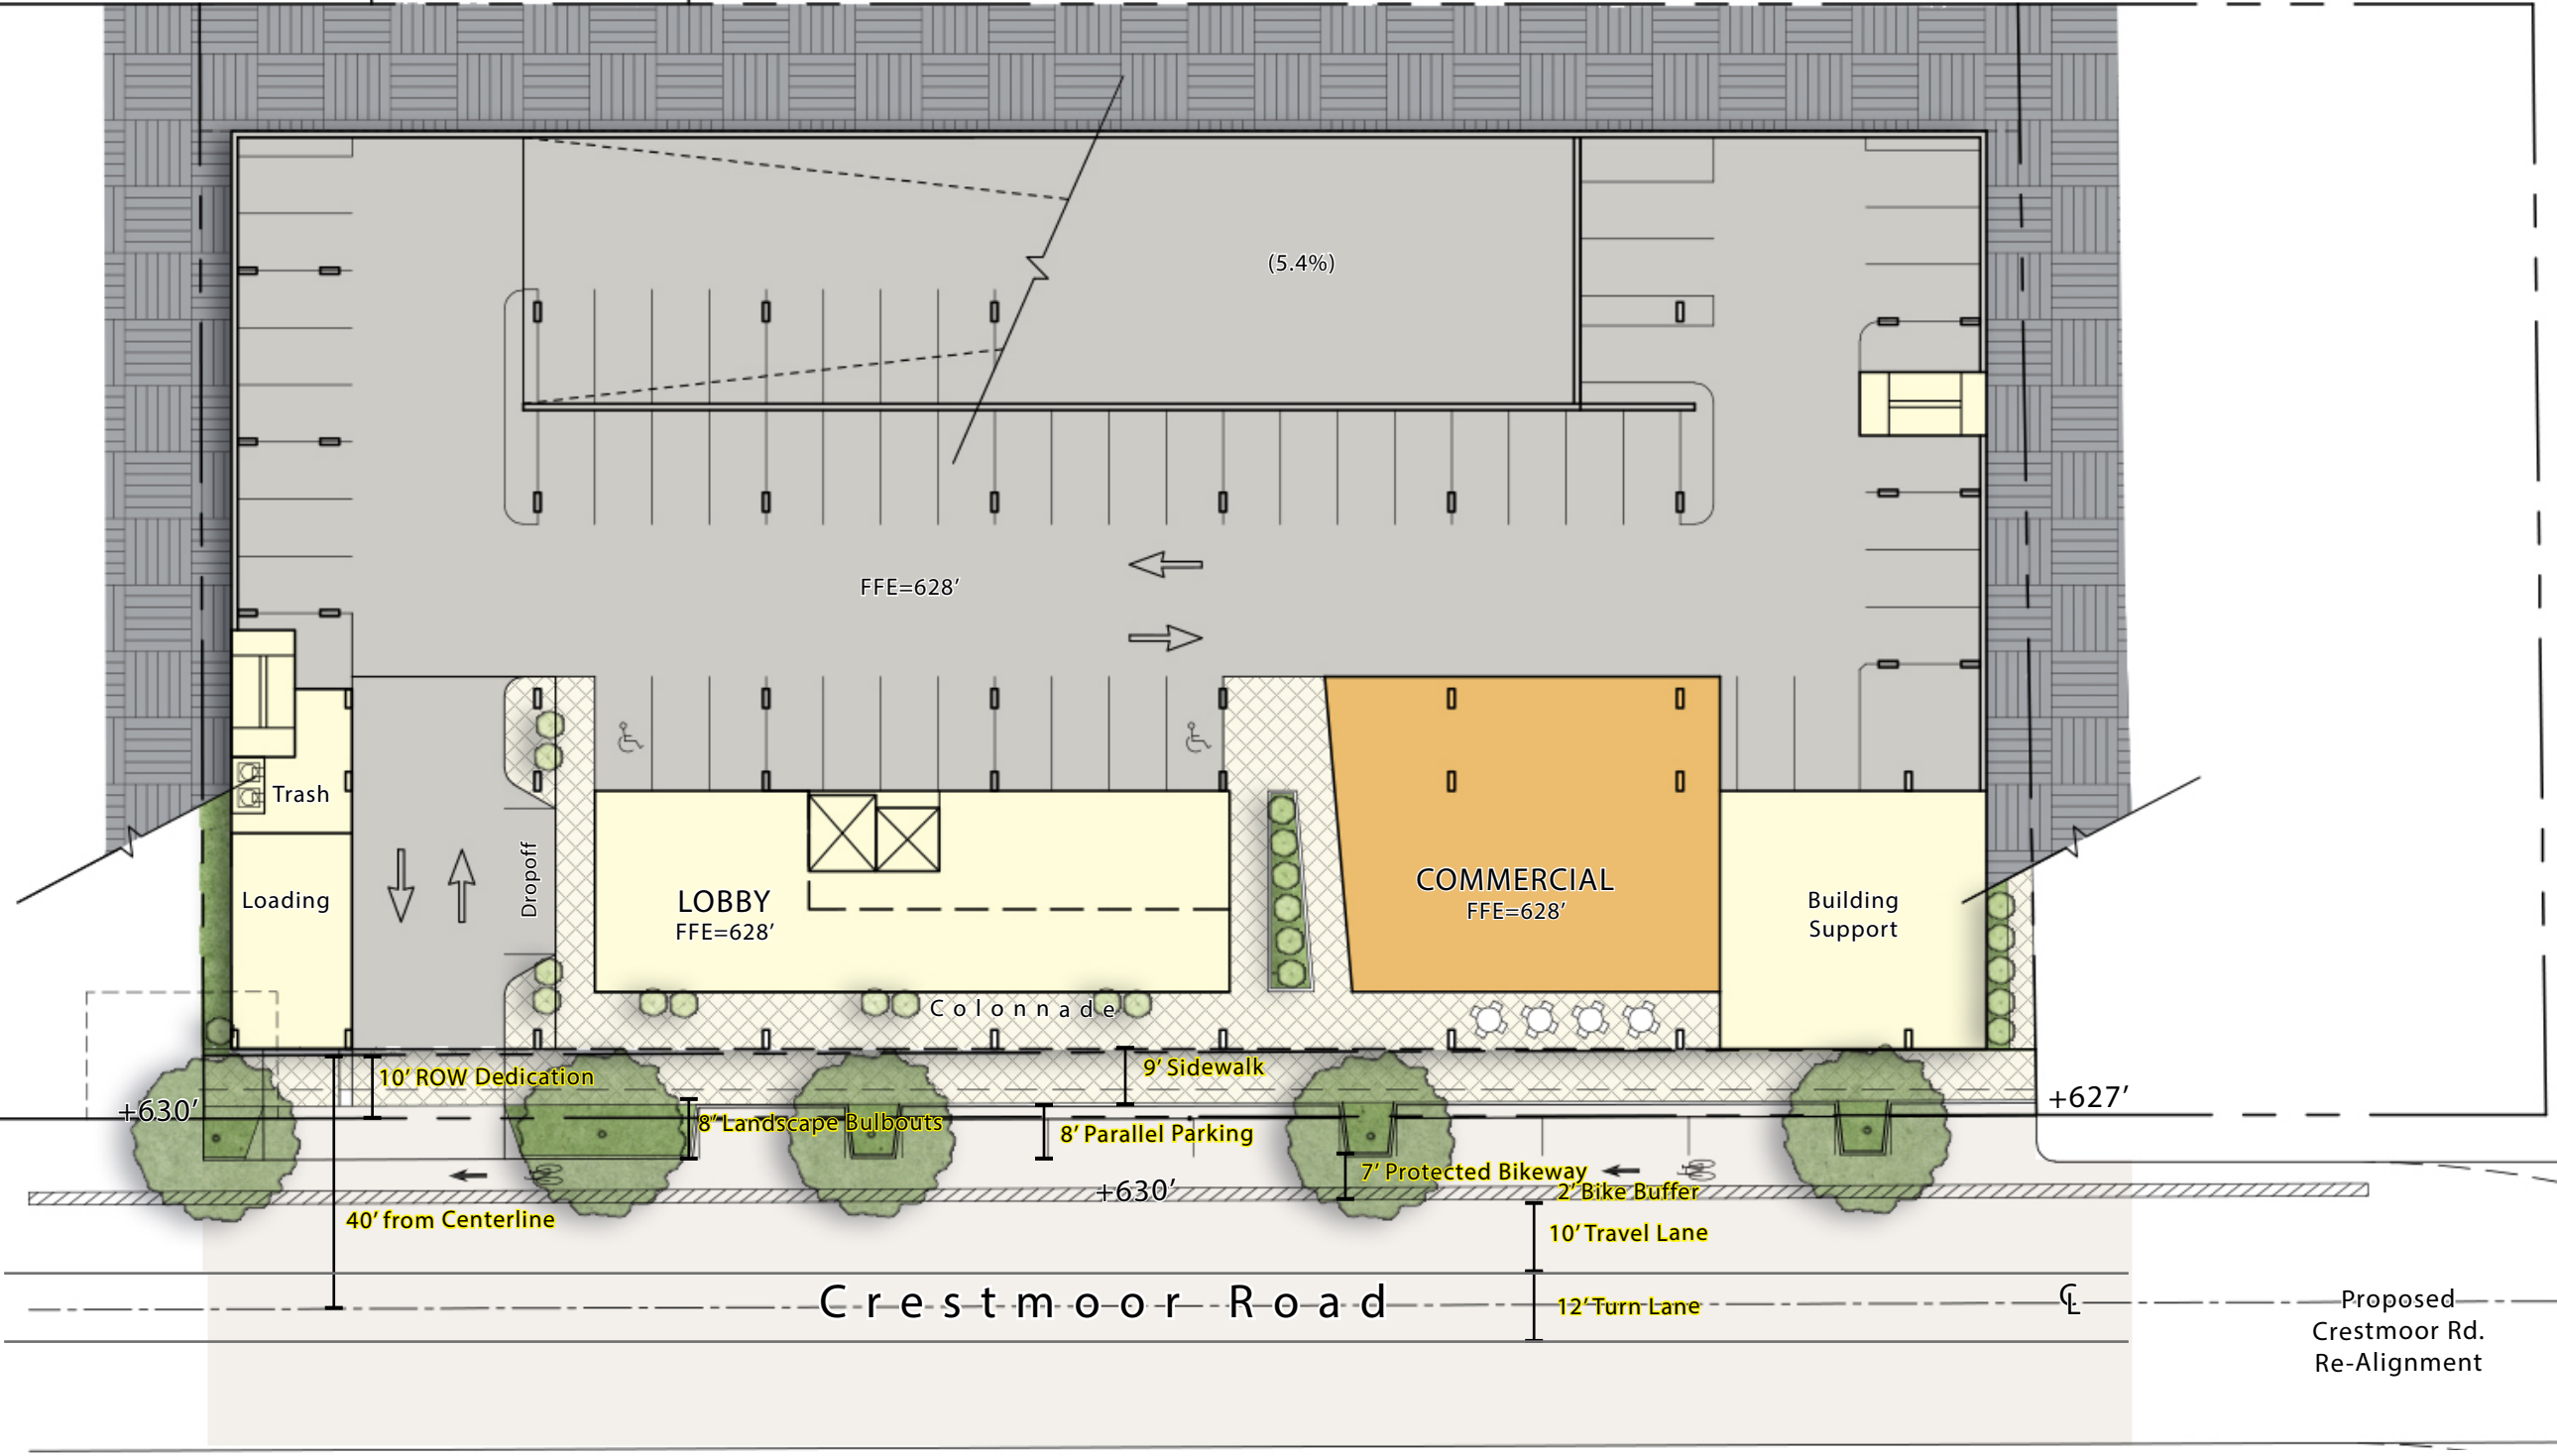 (5.4%)
FFE=628’
Trash
Loading
Dropoff
LOBBY
FFE=628’
COMMERCIAL
FFE=628’
Building
Support
Colonnade
9’ Sidewalk
10’ ROW Dedication
+630’
+627’
8’ Landscape Bulbouts
8’ Parallel Parking
7’ Protected Bikeway
+630’
2’ Bike Buffer
40’ from Centerline
10’ Travel Lane
Crestmoor Road
12’ Turn Lane
CL
Proposed
Crestmoor Rd.
Re-Alignment